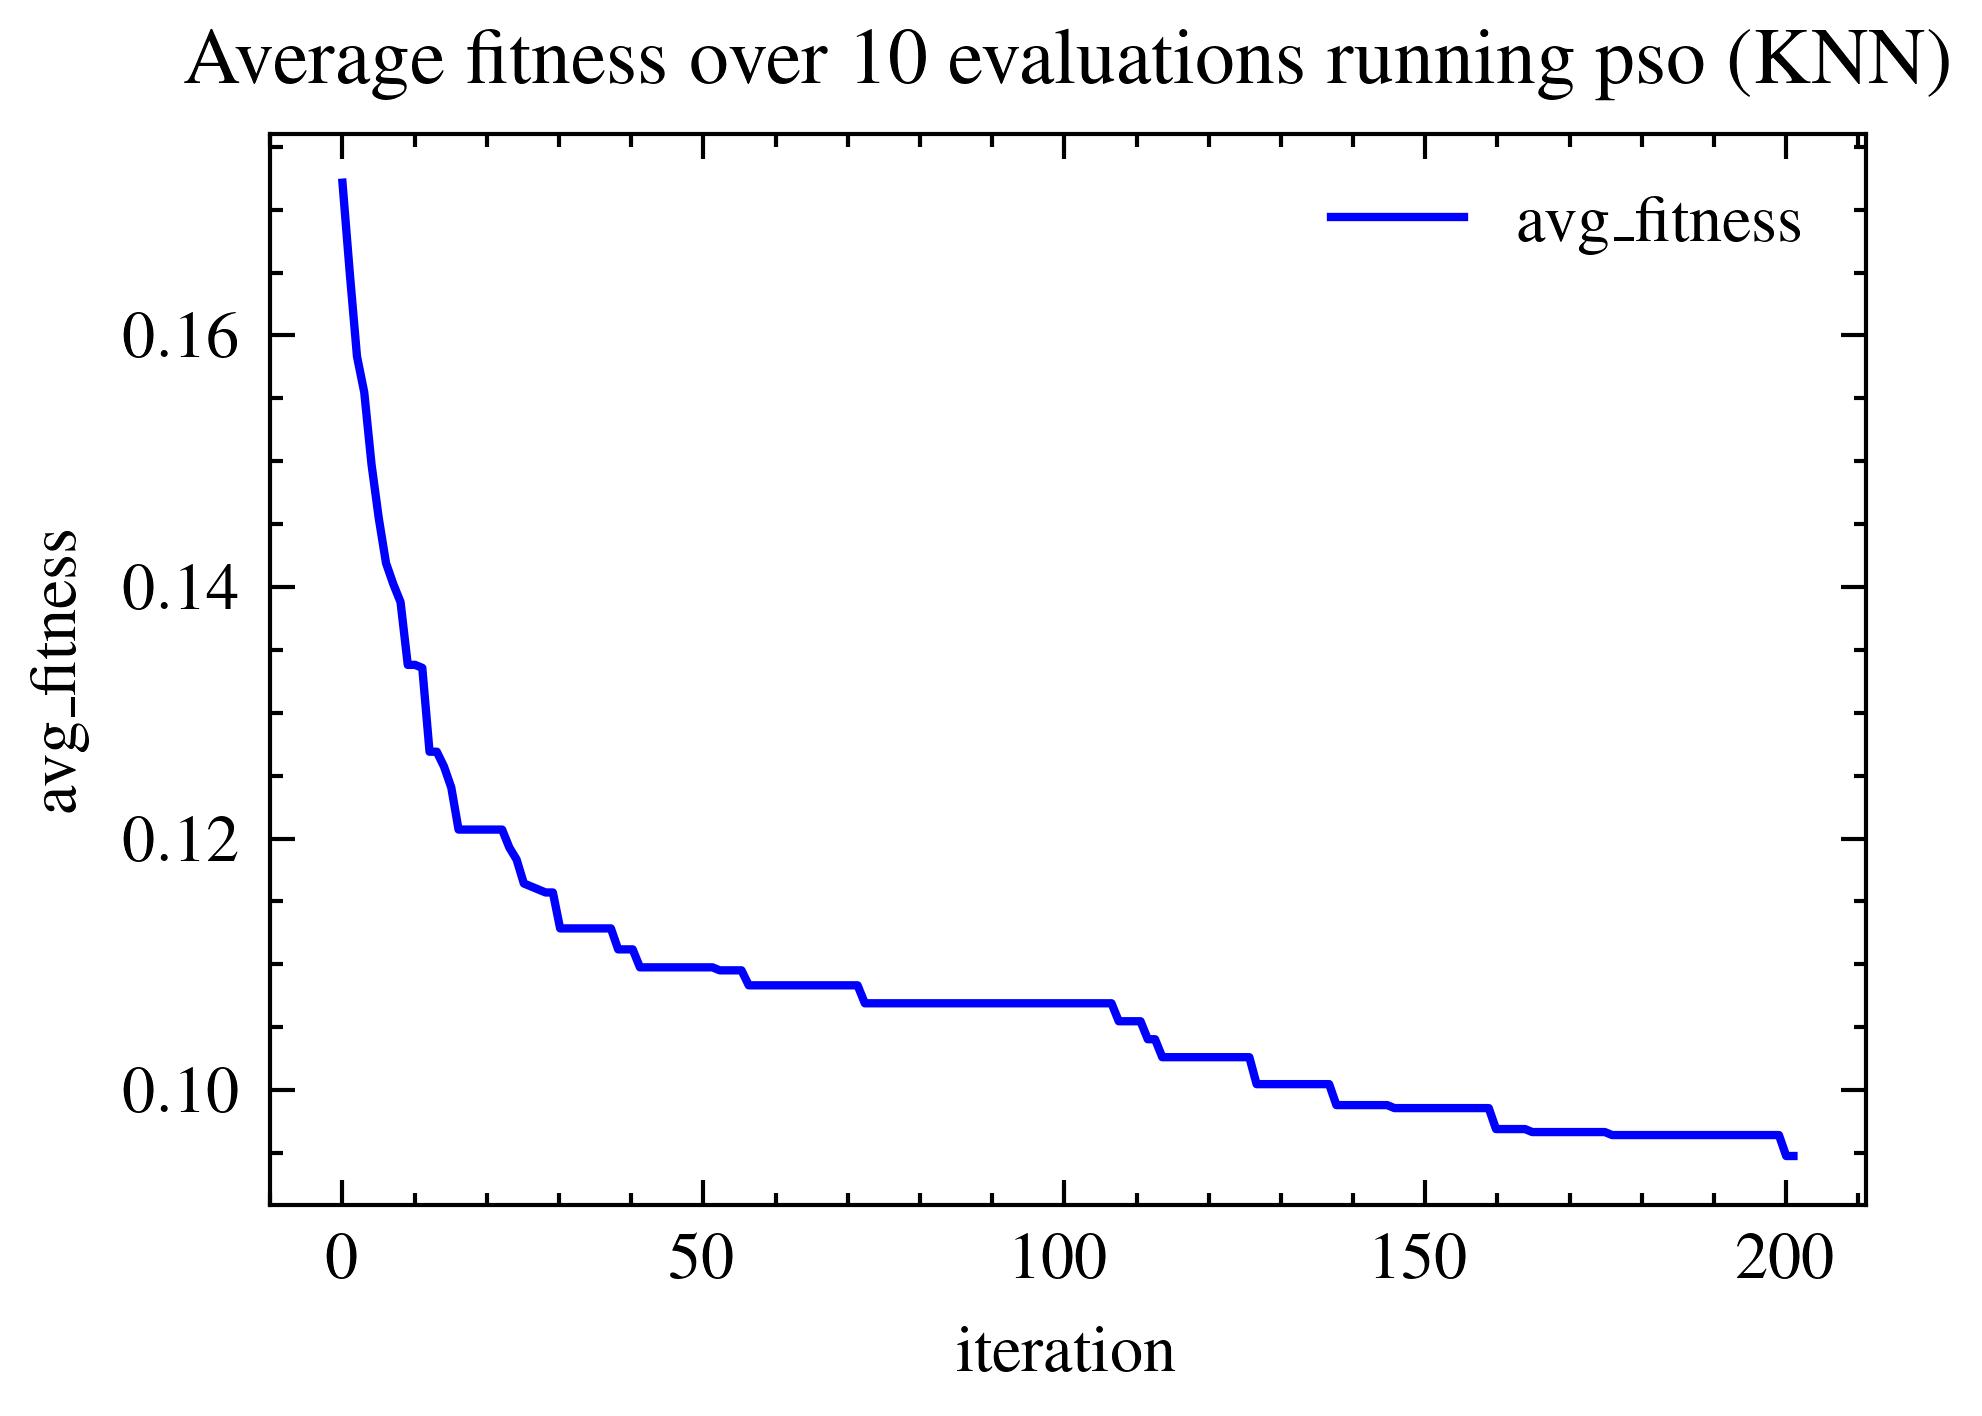 Average fitness over 10 evaluations running pso (KNN)
avg_fitness
0.16
0.14
0.12
0.10
avg_fitness
0 50 100 150 200
iteration